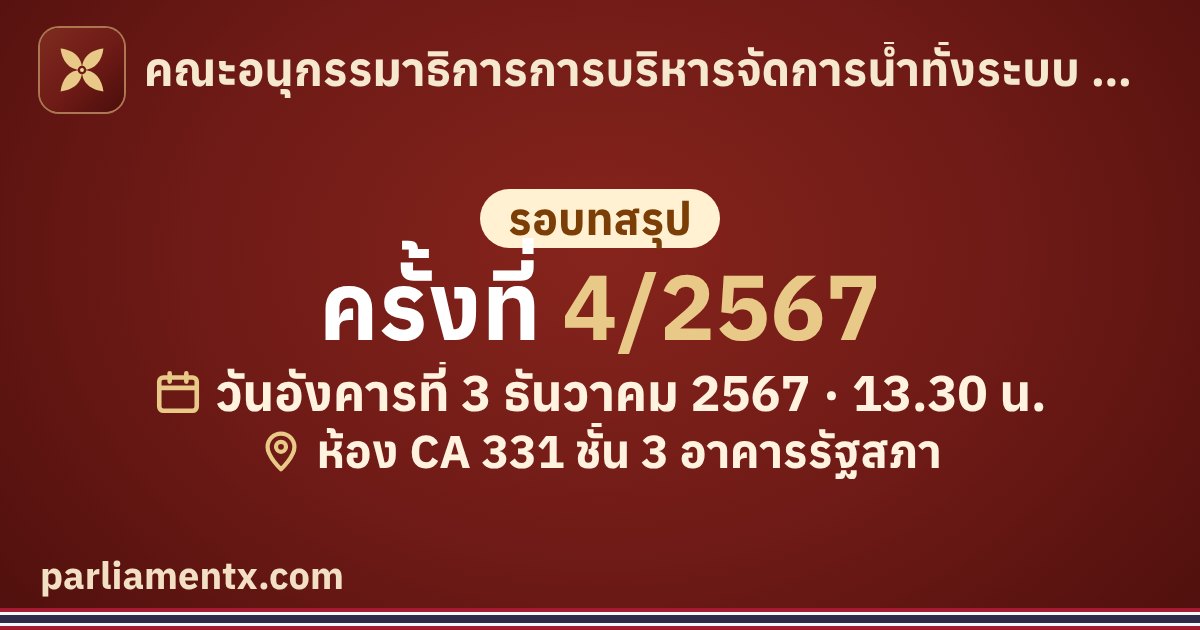 คณะอนุกรรมาธิการการบริหารจัดการน้ำทั้งระบบ ...
รอบทสรุป
ครั้งที่ 4/2567
วันอังคารที่ 3 ธันวาคม 2567 · 13.30 น.
ห้อง CA 331 ชั้น 3 อาคารรัฐสภา
parliamentx.com